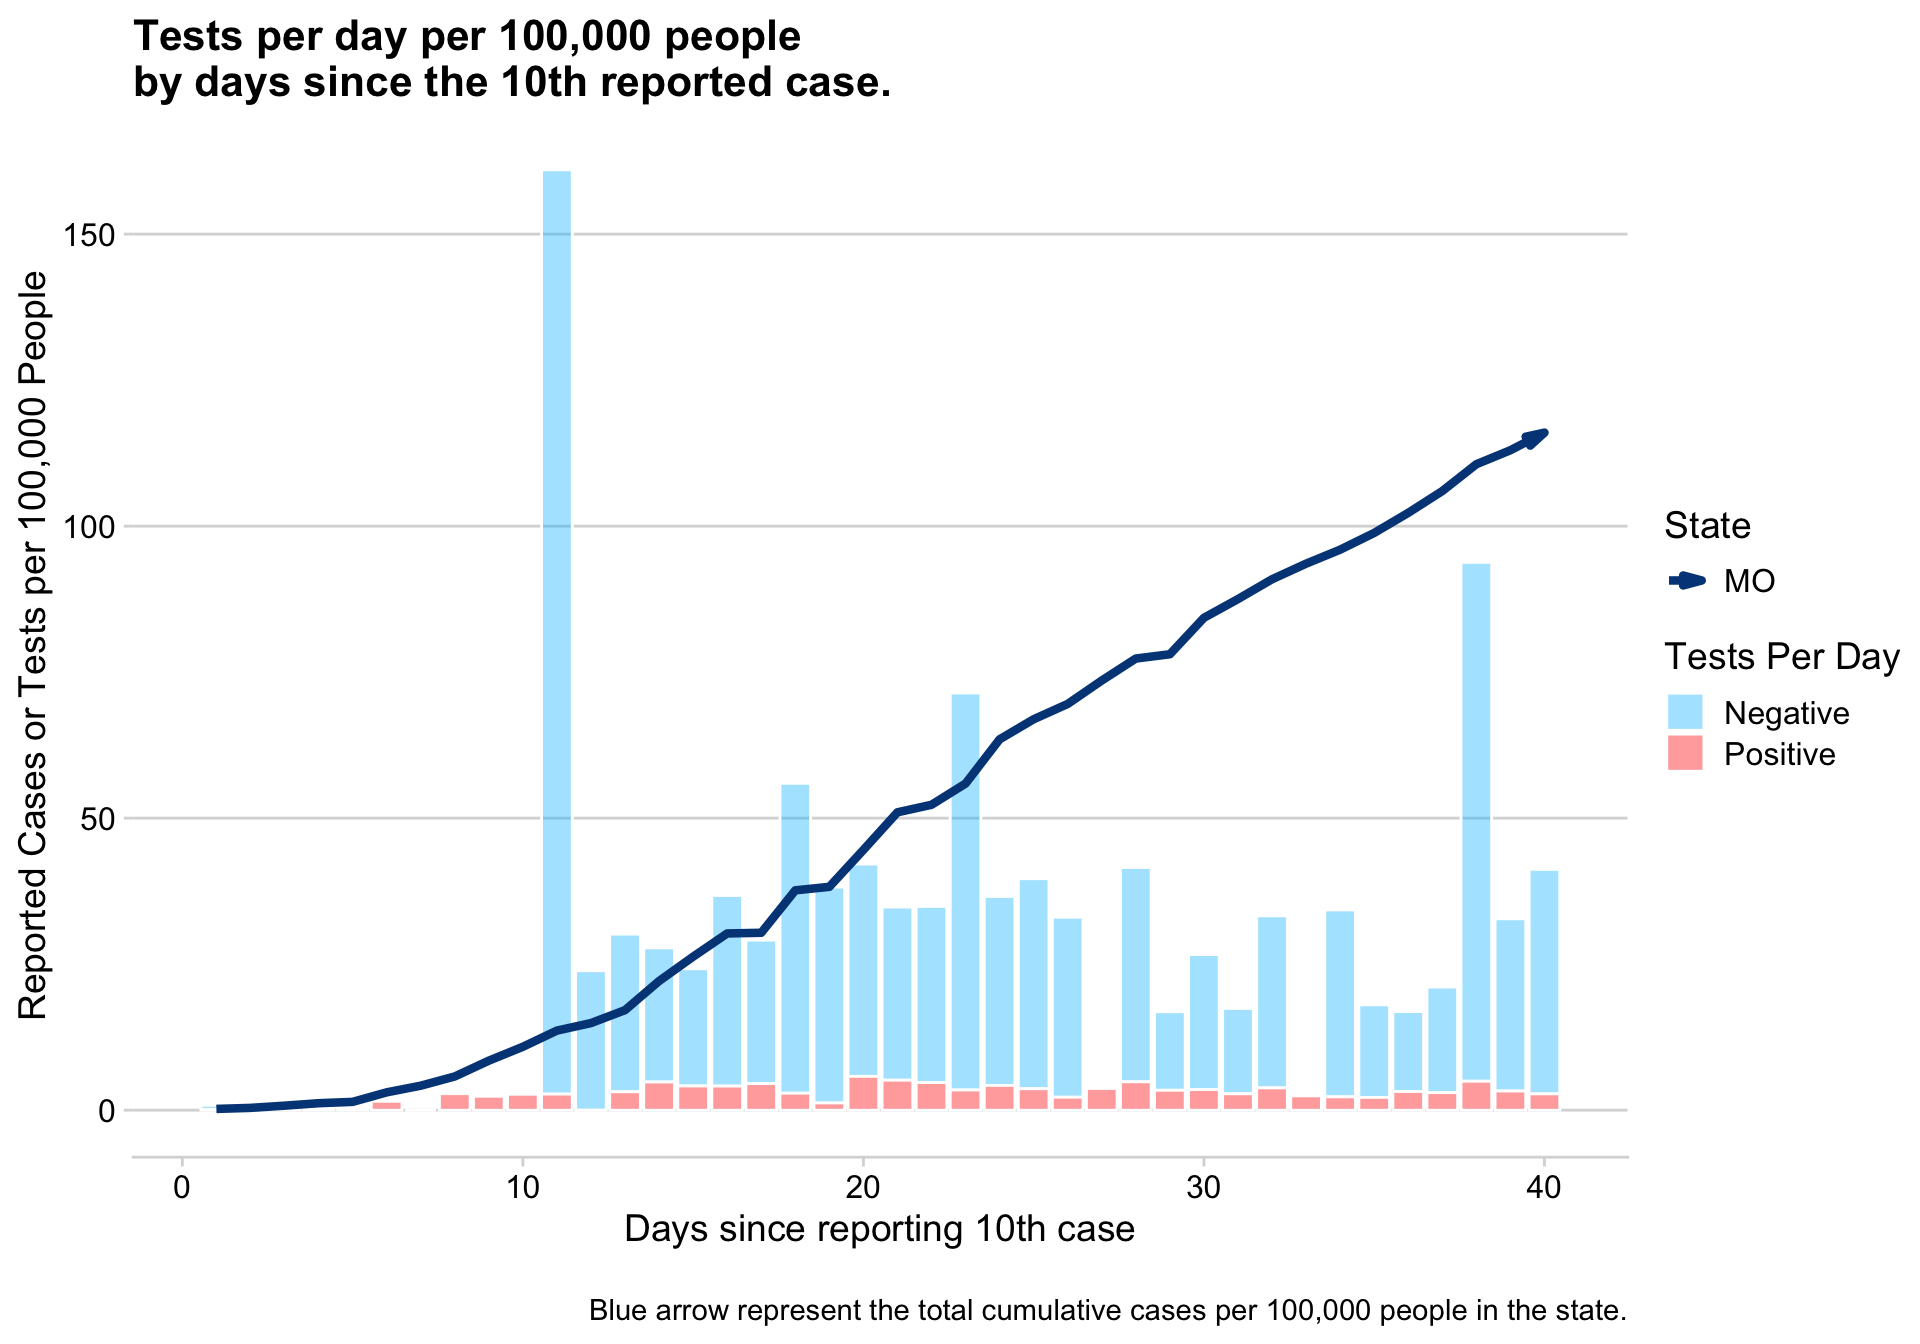 Tests per day per 100,000 people
by days since the 10th reported case.
Reported Cases or Tests per 100,000 People
150
100
50
0
0
10
20
30
40
Days since reporting 10th case
State
MO
Tests Per Day
Negative
Positive
Blue arrow represent the total cumulative cases per 100,000 people in the state.